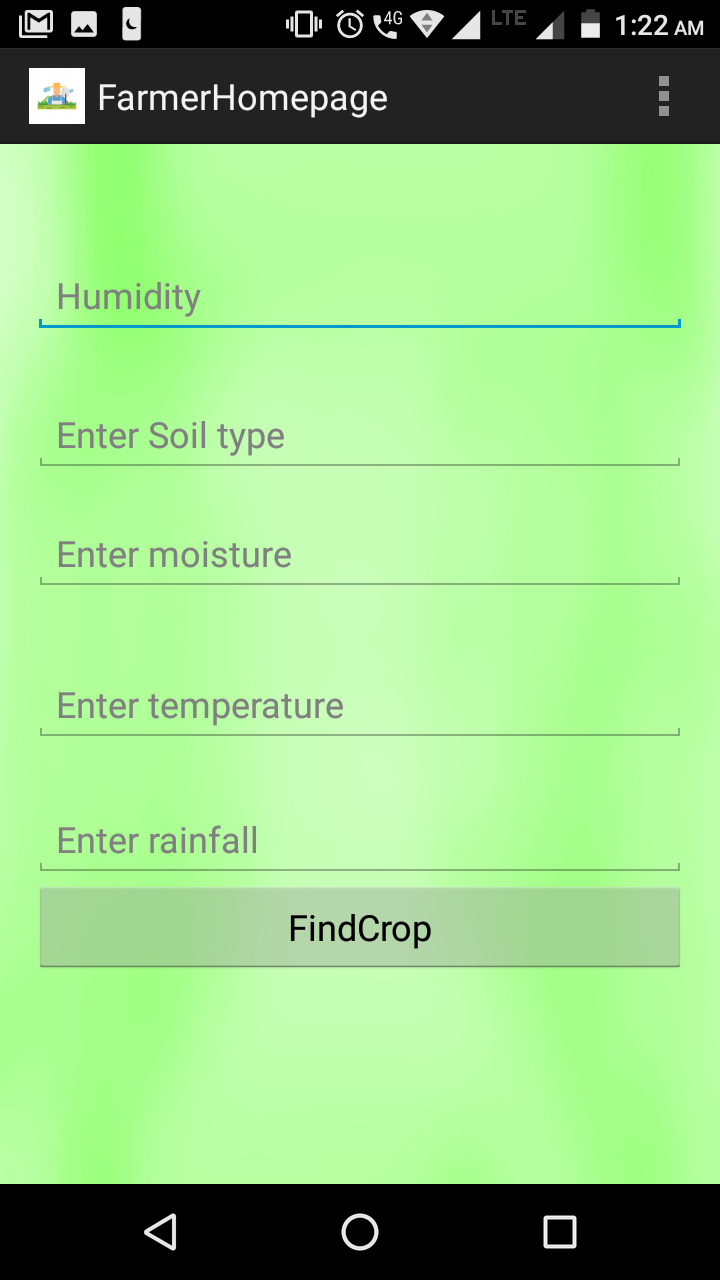 4G LTE 1:22 AM
FarmerHomepage
Humidity
Enter Soil type
Enter moisture
Enter temperature
Enter rainfall
FindCrop